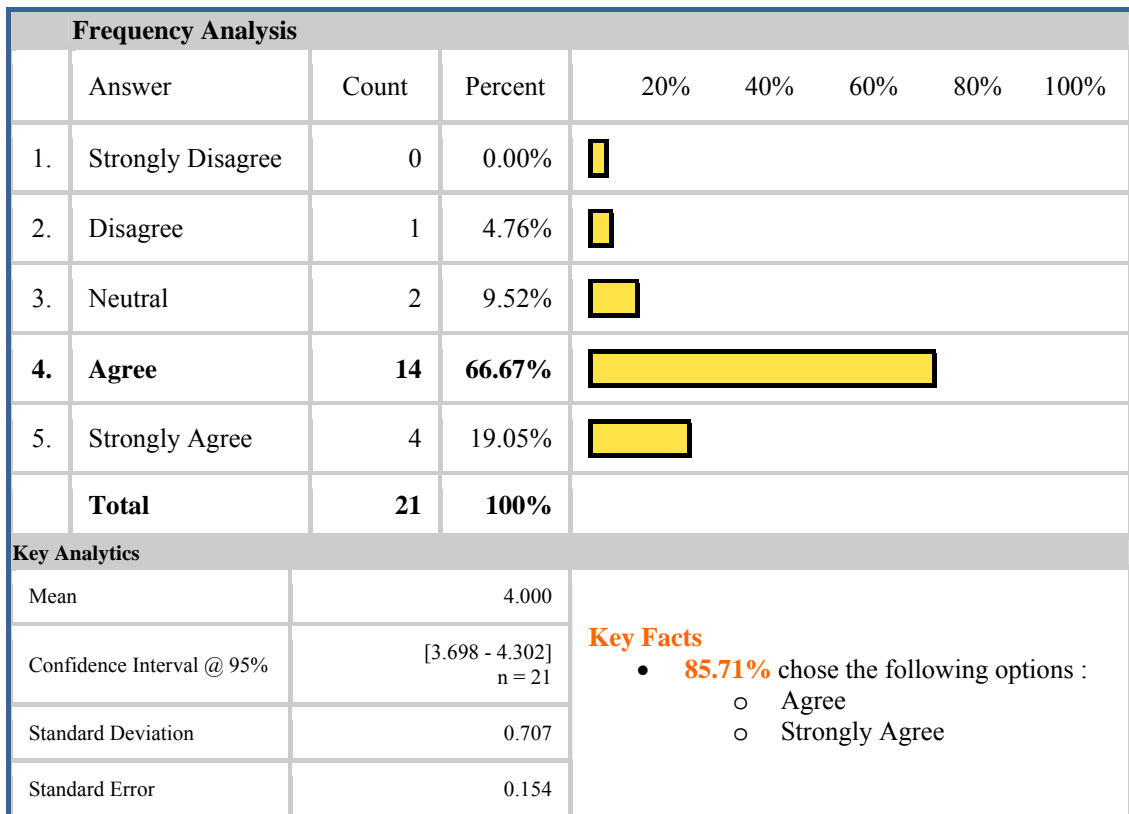 Frequency Analysis
Answer Count Percent 20% 40% 60% 80% 100%
1. Strongly Disagree 0 0.00%
2. Disagree 1 4.76%
3. Neutral 2 9.52%
4. Agree 14 66.67%
5. Strongly Agree 4 19.05%
Total 21 100%
Key Analytics
Mean 4.000
Confidence Interval @ 95% [3.698 - 4.302]
n = 21
Standard Deviation 0.707
Standard Error 0.154
Key Facts
• 85.71% chose the following options :
o Agree
o Strongly Agree